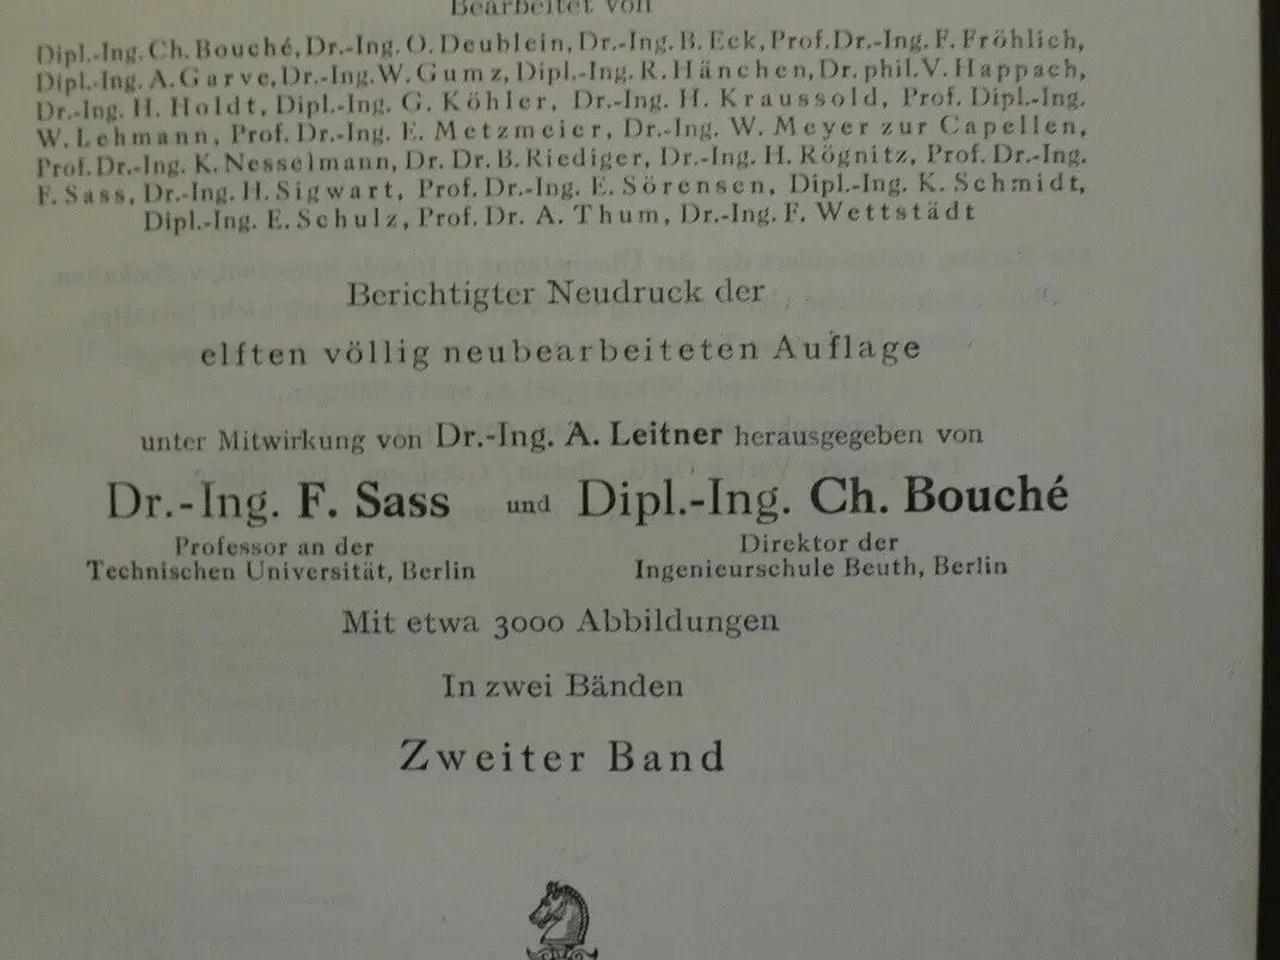 Bearbeitet von
Dipl.-Ing. Ch. Bouché, Dr.-Ing. O. Deublein, Dr.-Ing. B. Eck, Prof. Dr.-Ing. F. Fröhlich,
Dipl.-Ing. A. Garve, Dr.-Ing. W. Gumz, Dipl.-Ing. R. Hänchen, Dr. phil. V. Happach,
Dr.-Ing. H. Holdt, Dipl.-Ing. G. Köhler, Dr.-Ing. H. Kraussold, Prof. Dipl.-Ing.
W. Lehmann, Prof. Dr.-Ing. E. Metzmeier, Dr.-Ing. W. Meyer zur Capellen,
Prof. Dr.-Ing. K. Nesselmann, Dr. Dr. B. Riediger, Dr.-Ing. H. Rögnitz, Prof. Dr.-Ing.
F. Sass, Dr.-Ing. H. Sigwart, Prof. Dr.-Ing. E. Sörensen, Dipl.-Ing. K. Schmidt,
Dipl.-Ing. E. Schulz, Prof. Dr. A. Thum, Dr.-Ing. F. Wettstädt
Berichtigter Neudruck der
elften völlig neubearbeiteten Auflage
unter Mitwirkung von Dr.-Ing. A. Leitner herausgegeben von
Dr.-Ing. F. Sass und Dipl.-Ing. Ch. Bouché
Professor an der Direktor der
Technischen Universität, Berlin Ingenieurschule Beuth, Berlin
Mit etwa 3000 Abbildungen
In zwei Bänden
Zweiter Band